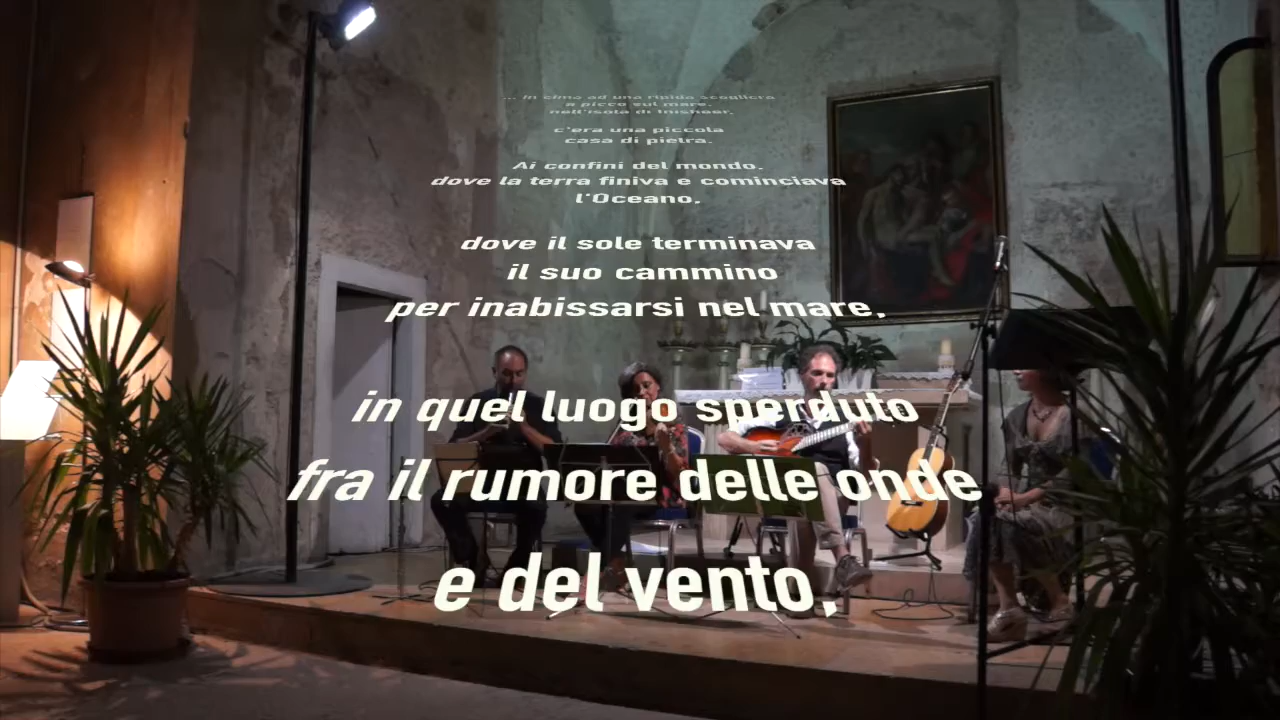 ... in cima ad una ripida scogliera
a picco sul mare,
nell'isola di Inisheer,
c'era una piccola
casa di pietra.
Ai confini del mondo,
dove la terra finiva e cominciava
l'Oceano,
dove il sole terminava
il suo cammino
per inabissarsi nel mare,
in quel luogo sperduto
fra il rumore delle onde
e del vento,